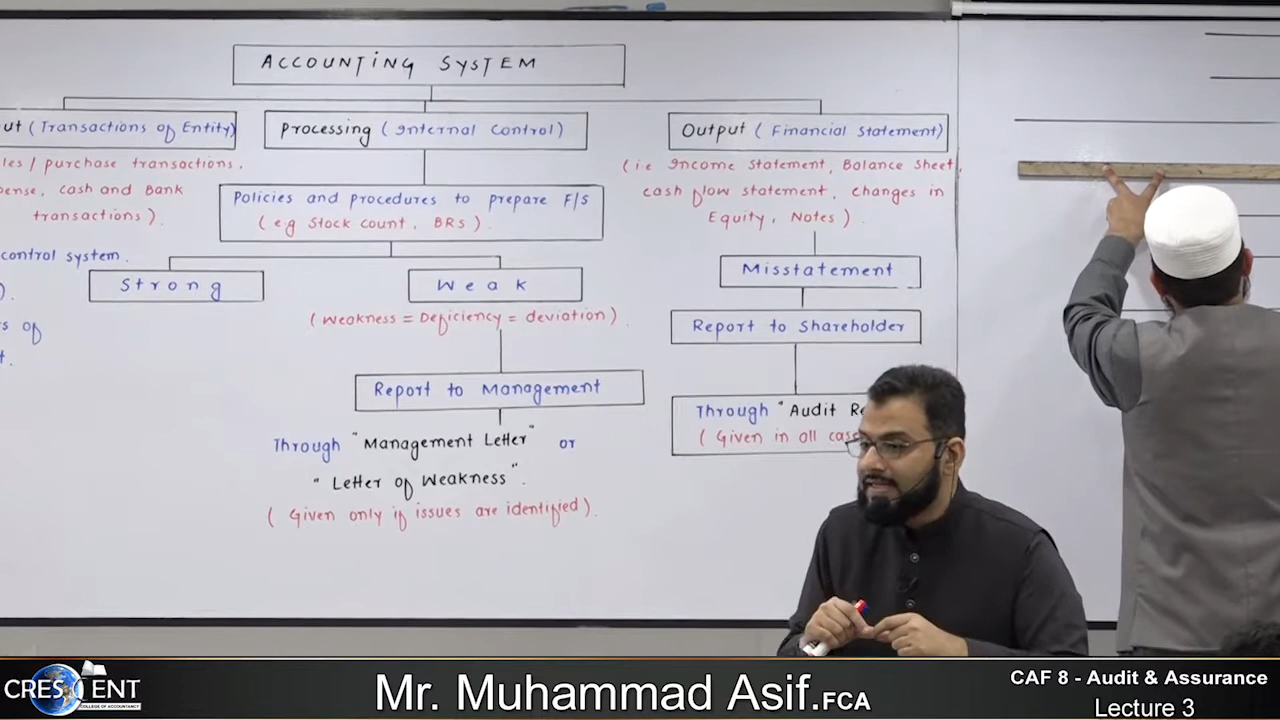 ACCOUNTING SYSTEM
ut (Transactions of Entity)
les / purchase transactions,
ense, Cash and Bank
transactions).
control system.
).
s of
t.
Processing (Internal Control)
Policies and procedures to prepare F/s
(e.g Stock count, BRS).
Strong
Weak
(Weakness = Deficiency = deviation).
Report to Management
Through "Management Letter" or
"Letter of Weakness".
(Given only if issues are identified).
Output (Financial Statement)
(i.e Income Statement, Balance Sheet,
cash flow statement, changes in
Equity, Notes).
Misstatement
Report to Shareholder
Through "Audit Re
(Given in all cas
CRESCENT
COLLEGE OF ACCOUNTANCY
Mr. Muhammad Asif.FCA
CAF 8 - Audit & Assurance
Lecture 3